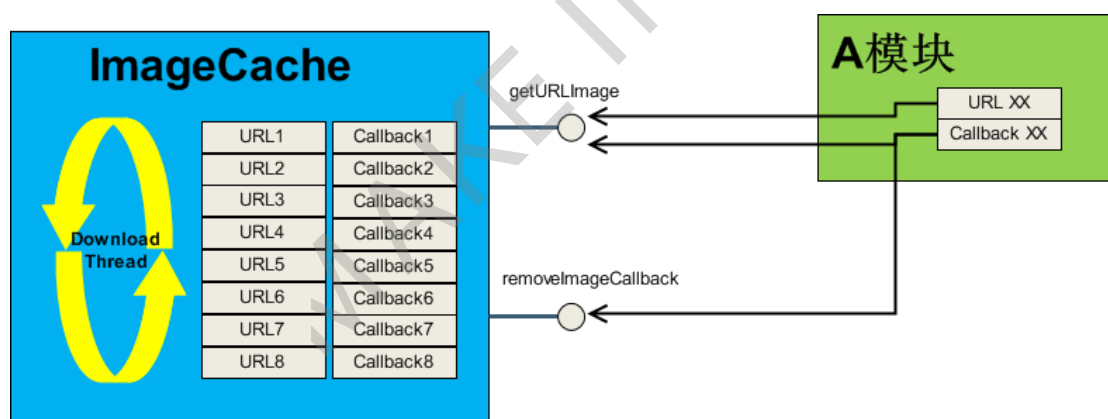 ImageCache
Download
Thread
URL1 Callback1
URL2 Callback2
URL3 Callback3
URL4 Callback4
URL5 Callback5
URL6 Callback6
URL7 Callback7
URL8 Callback8
getURLImage
removeImageCallback
A模块
URL XX
Callback XX
MAKE